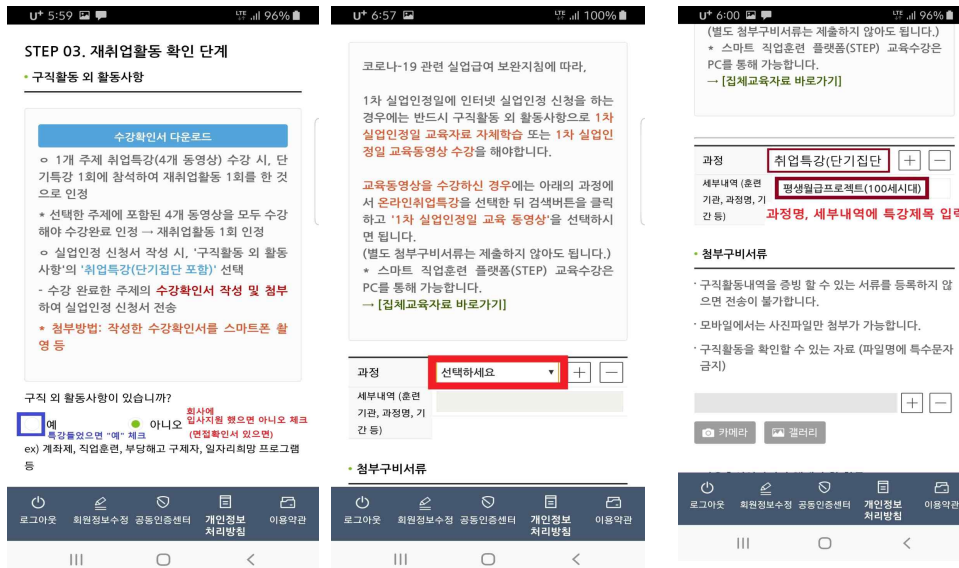 U+ 5:59
LTE 96%
STEP 03. 재취업활동 확인 단계
• 구직활동 외 활동사항
수강확인서 다운로드
ㅇ 1개 주제 취업특강(4개 동영상) 수강 시, 단
기특강 1회에 참석하여 재취업활동 1회를 한 것
으로 인정
* 선택한 주제에 포함된 4개 동영상을 모두 수강
해야 수강완료 인정 → 재취업활동 1회 인정
ㅇ 실업인정 신청서 작성 시, '구직활동 외 활동
사항'의 '취업특강(단기집단 포함)' 선택
- 수강 완료한 주제의 수강확인서 작성 및 첨부
하여 실업인정 신청서 전송
* 첨부방법: 작성한 수강확인서를 스마트폰 촬
영 등
구직 외 활동사항이 있습니까?
예
특강들었으면 "예" 체크
아니오
회사에
입사지원 했으면 아니오 체크
(면접확인서 있으면)
ex) 계좌제, 직업훈련, 부당해고 구제자, 일자리희망 프로그램
등
로그아웃 회원정보수정 공동인증센터 개인정보 이용약관
처리방침
U+ 6:57
LTE 100%
코로나-19 관련 실업급여 보완지침에 따라,
1차 실업인정일에 인터넷 실업인정 신청을 하는
경우에는 반드시 구직활동 외 활동사항으로 1차
실업인정일 교육자료 자체학습 또는 1차 실업인
정일 교육동영상 수강을 해야합니다.
교육동영상을 수강하신 경우에는 아래의 과정에
서 온라인취업특강을 선택한 뒤 검색버튼을 클릭
하고 '1차 실업인정일 교육 동영상'을 선택하시
면 됩니다.
(별도 첨부구비서류는 제출하지 않아도 됩니다.)
* 스마트 직업훈련 플랫폼(STEP) 교육수강은
PC를 통해 가능합니다.
→ [집체교육자료 바로가기]
과정 선택하세요
세부내역 (훈련
기관, 과정명, 기
간 등)
• 첨부구비서류
로그아웃 회원정보수정 공동인증센터 개인정보 이용약관
처리방침
U+ 6:00
LTE 96%
(별도 첨부구비서류는 제출하지 않아도 됩니다.)
* 스마트 직업훈련 플랫폼(STEP) 교육수강은
PC를 통해 가능합니다.
→ [집체교육자료 바로가기]
과정 취업특강(단기집단
세부내역 (훈련
기관, 과정명, 기
간 등)
평생월급프로젝트(100세시대)
과정명, 세부내역에 특강제목 입력
• 첨부구비서류
· 구직활동내역을 증빙 할 수 있는 서류를 등록하지 않
으면 전송이 불가합니다.
· 모바일에서는 사진파일만 첨부가 가능합니다.
· 구직활동을 확인할 수 있는 자료 (파일명에 특수문자
금지)
카메라 갤러리
로그아웃 회원정보수정 공동인증센터 개인정보 이용약관
처리방침